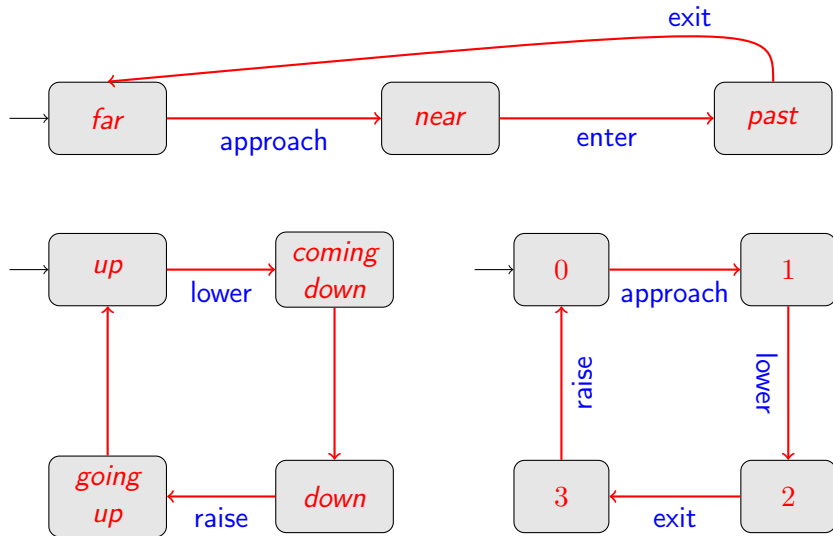 exit
far
near
past
approach
enter
up
coming
down
0
1
lower
approach
raise
lower
going
up
down
3
2
raise
exit